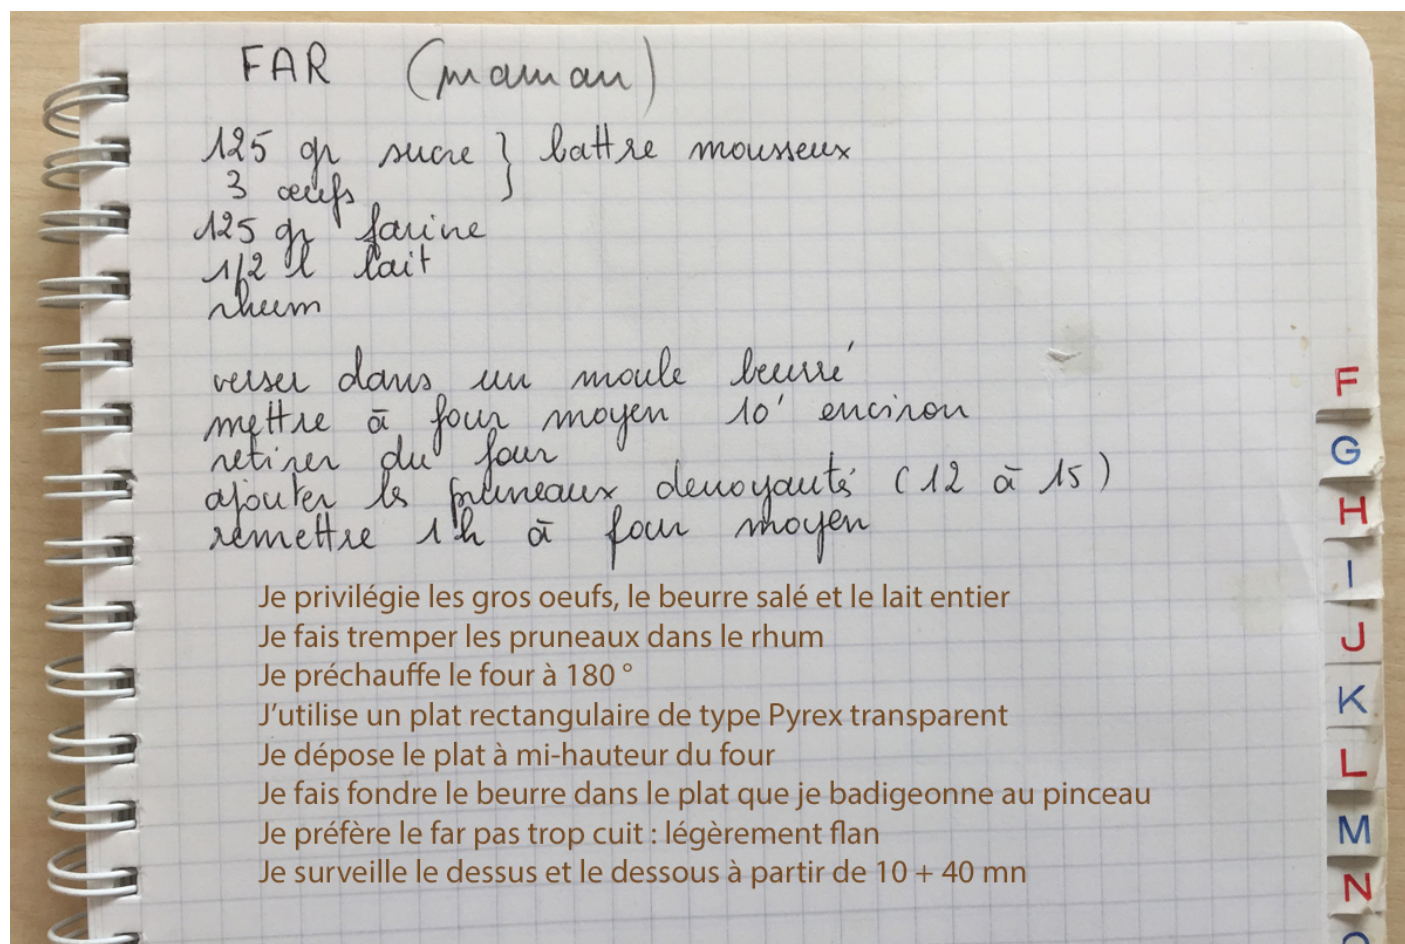 FAR (maman)
125 gr sucre } battre mousseux
3 œufs
125 gr farine
1/2 l lait
rhum
verser dans un moule beurré
mettre à four moyen 10' environ
retirer du four
ajouter les pruneaux denoyautés (12 à 15)
remettre 1h à four moyen
Je privilégie les gros oeufs, le beurre salé et le lait entier
Je fais tremper les pruneaux dans le rhum
Je préchauffe le four à 180 °
J'utilise un plat rectangulaire de type Pyrex transparent
Je dépose le plat à mi-hauteur du four
Je fais fondre le beurre dans le plat que je badigeonne au pinceau
Je préfère le far pas trop cuit : légèrement flan
Je surveille le dessus et le dessous à partir de 10 + 40 mn
F
G
H
I
J
K
L
M
N